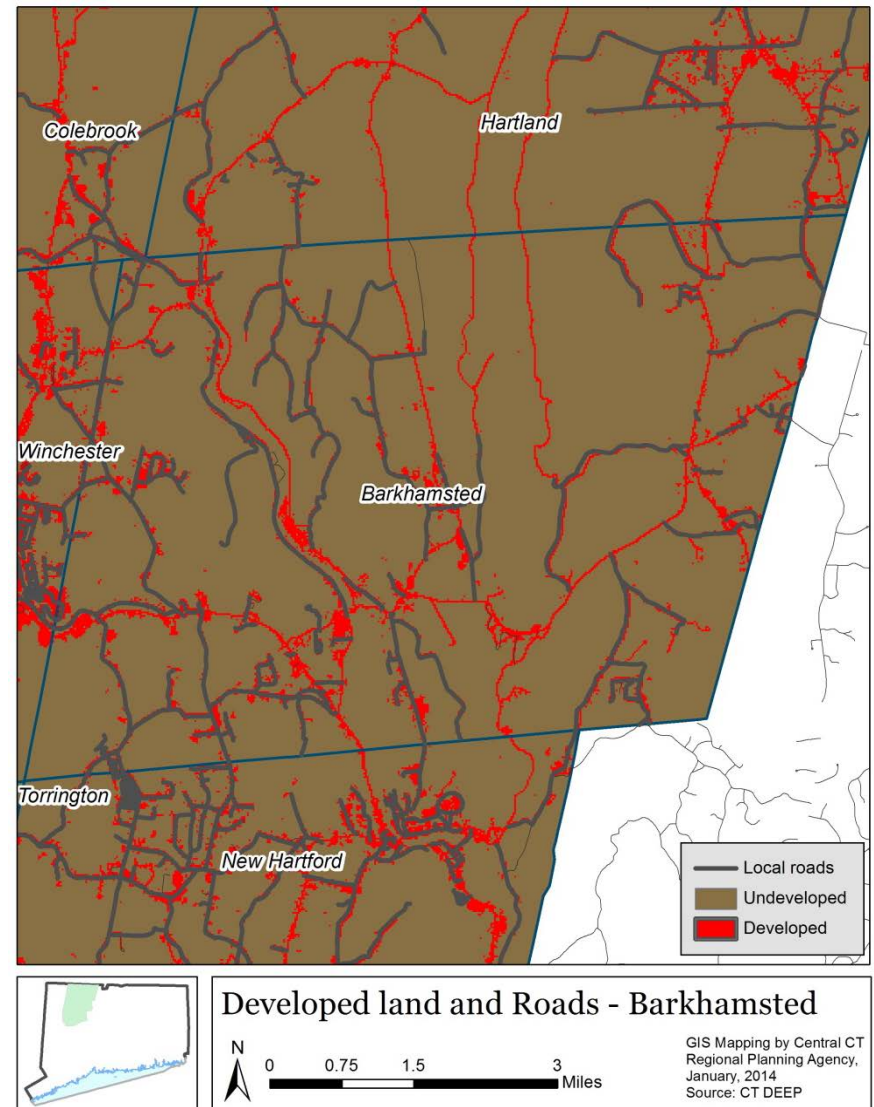 Colebrook
Hartland
Winchester
Barkhamsted
Torrington
New Hartford
Local roads
Undeveloped
Developed
Developed land and Roads - Barkhamsted
N
0 0.75 1.5 3
Miles
GIS Mapping by Central CT
Regional Planning Agency,
January, 2014
Source: CT DEEP